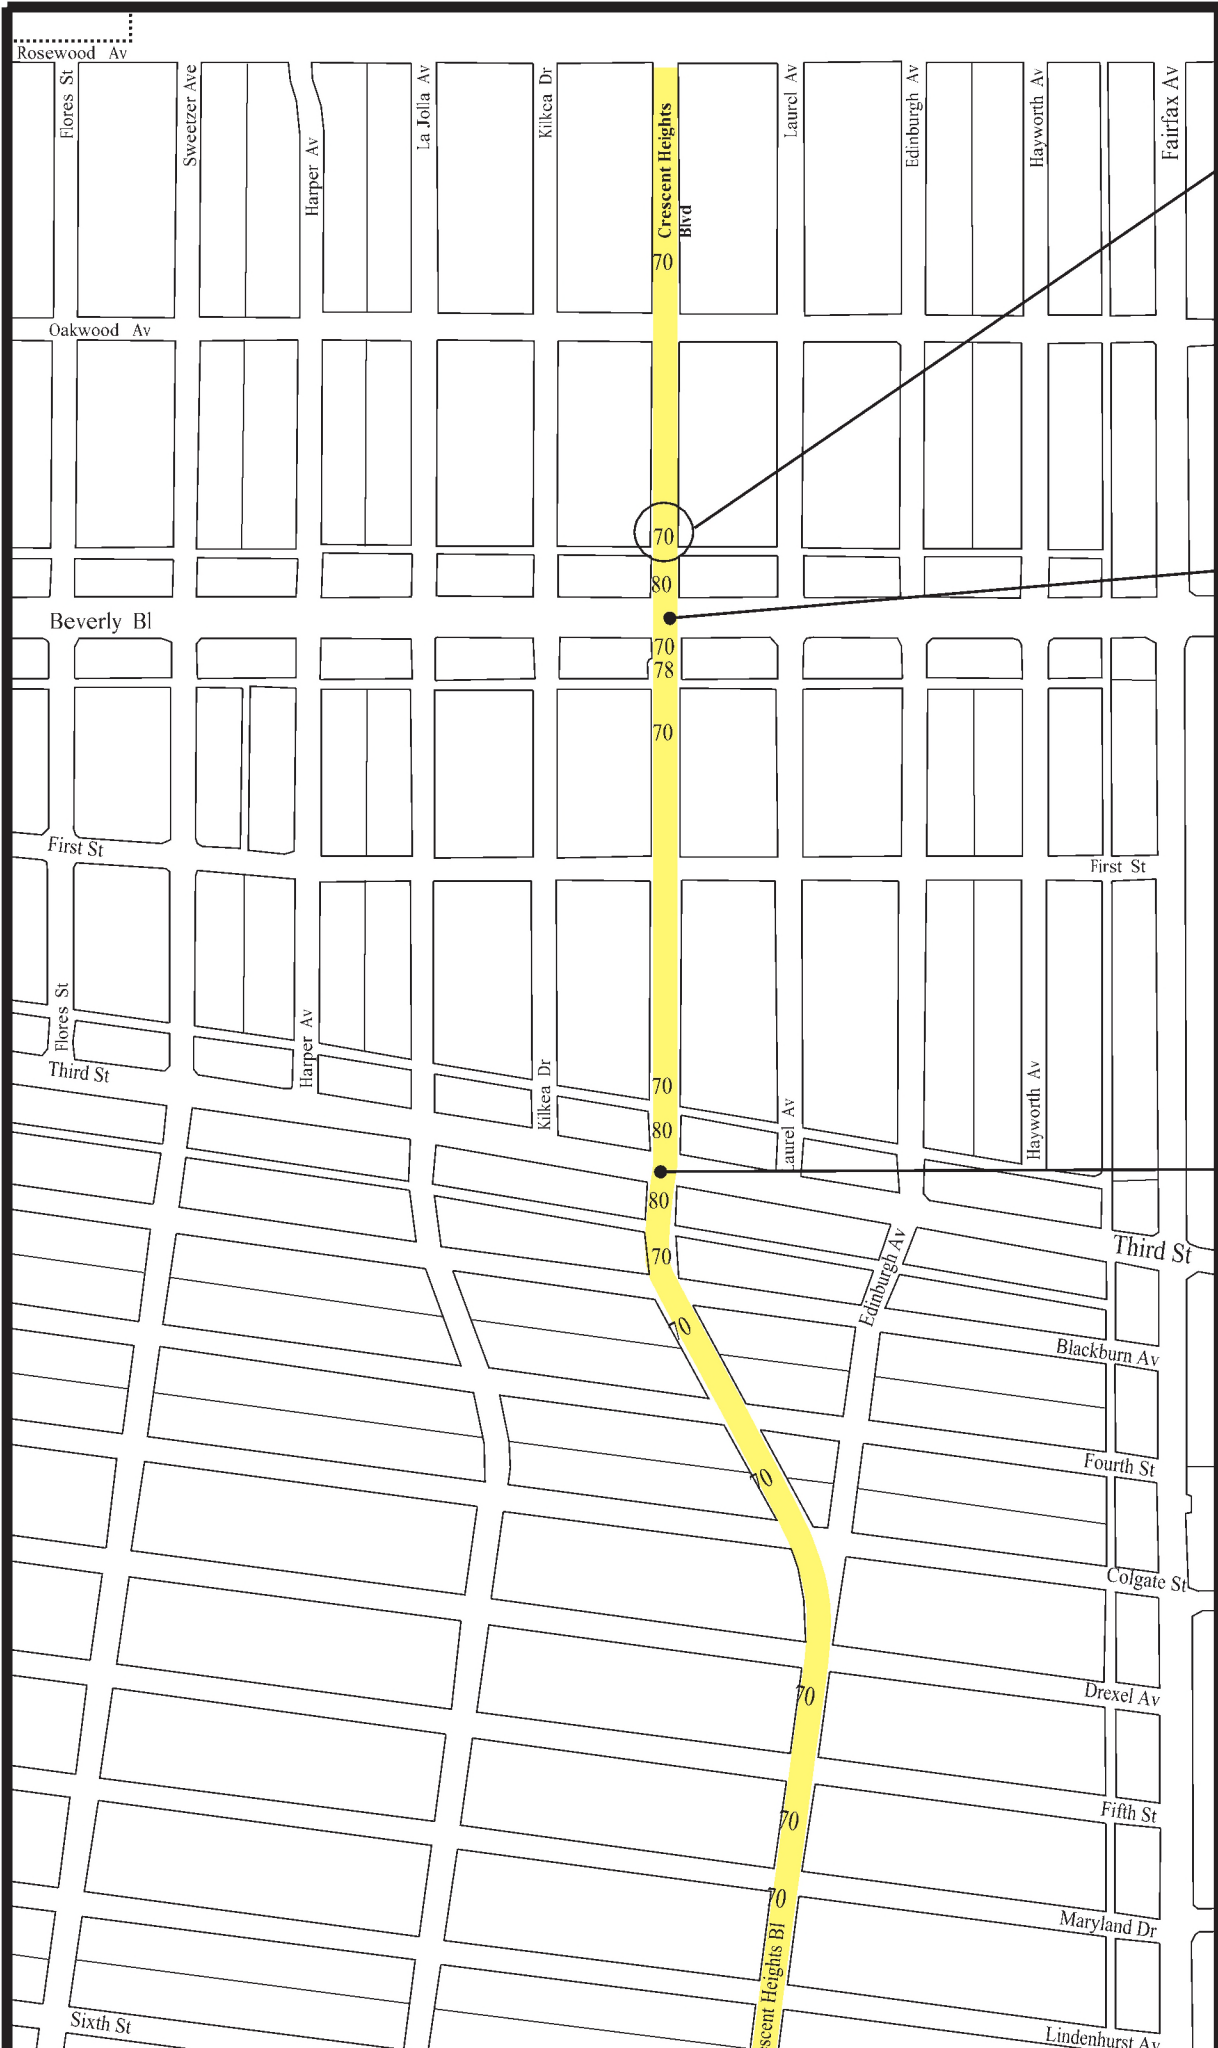 Rosewood Av
Flores St
Sweetzer Ave
Harper Av
La Jolla Av
Kilkea Dr
Crescent Heights
Blvd
Laurel Av
Edinburgh Av
Hayworth Av
Fairfax Av
70
Oakwood Av
70
80
Beverly Bl
70
78
70
First St
First St
Flores St
Harper Av
Kilkea Dr
Laurel Av
Hayworth Av
Third St
70
80
80
70
Third St
Edinburgh Av
70
Blackburn Av
70
Fourth St
Colgate St
70
Drexel Av
70
Fifth St
70
Maryland Dr
escent Heights Bl
Sixth St
Lindenhurst Av